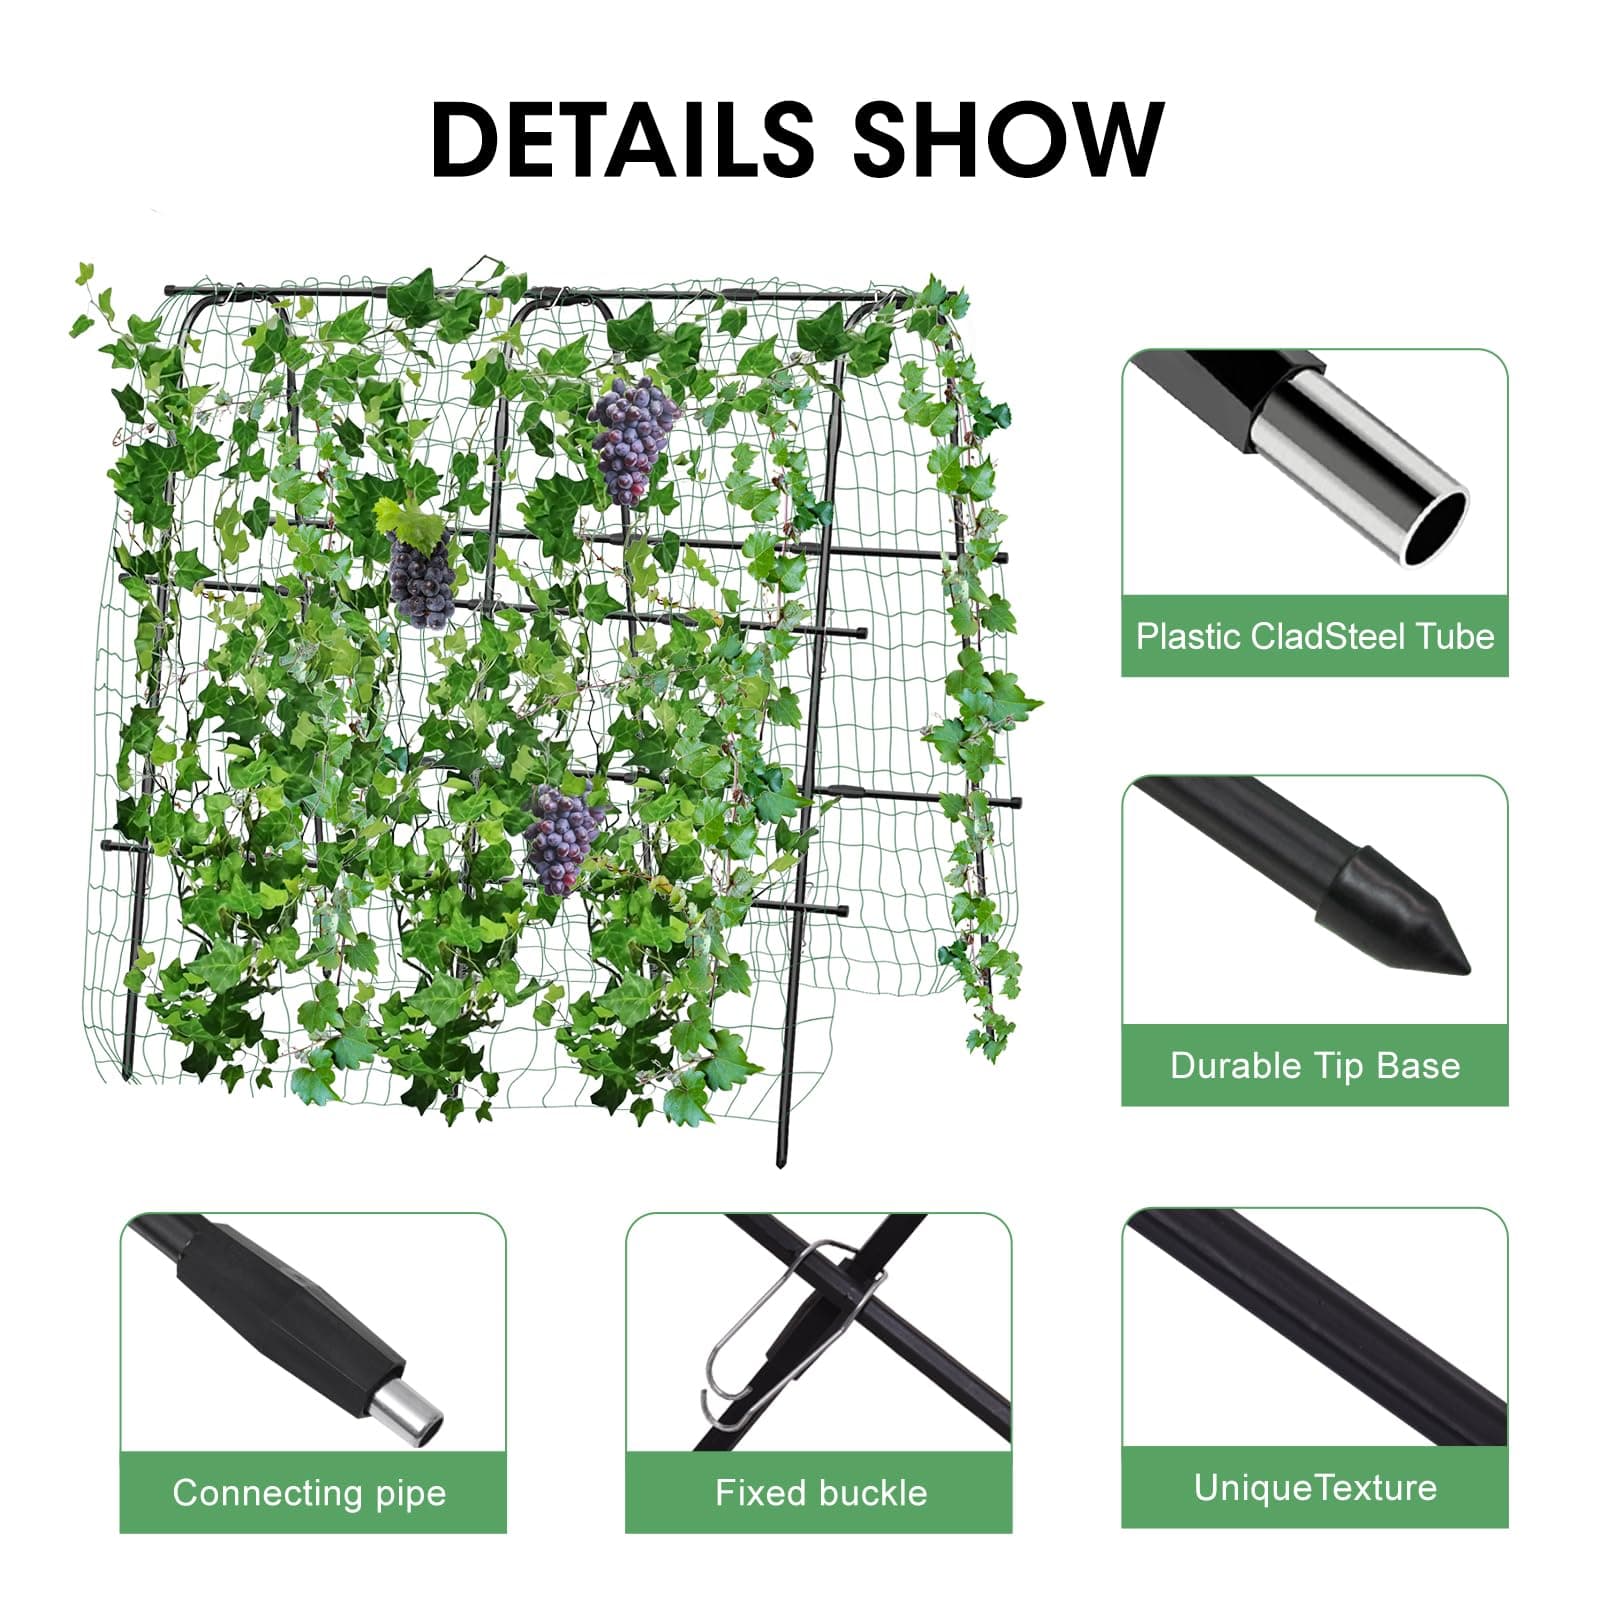 DETAILS SHOW
Plastic CladSteel Tube
Durable Tip Base
Connecting pipe
Fixed buckle
UniqueTexture